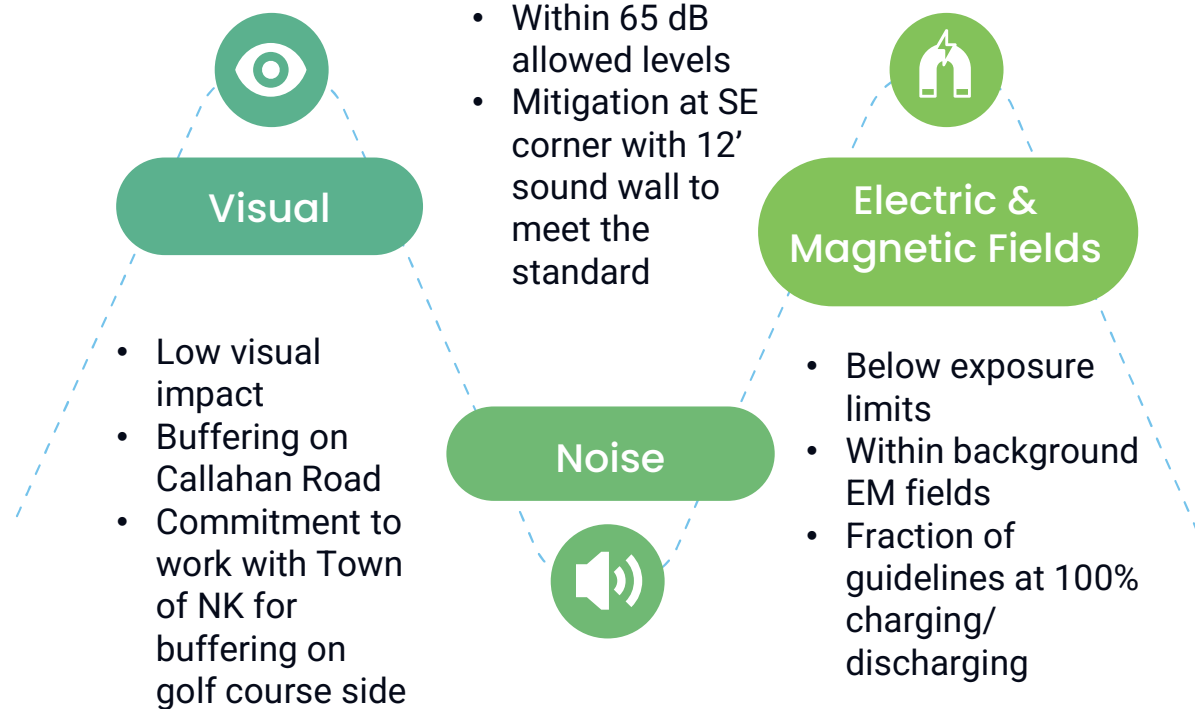 Visual
• Low visual
impact
• Buffering on
Callahan Road
• Commitment to
work with Town
of NK for
buffering on
golf course side
• Within 65 dB
allowed levels
• Mitigation at SE
corner with 12’
sound wall to
meet the
standard
Noise
Electric &
Magnetic Fields
• Below exposure
limits
• Within background
EM fields
• Fraction of
guidelines at 100%
charging/
discharging